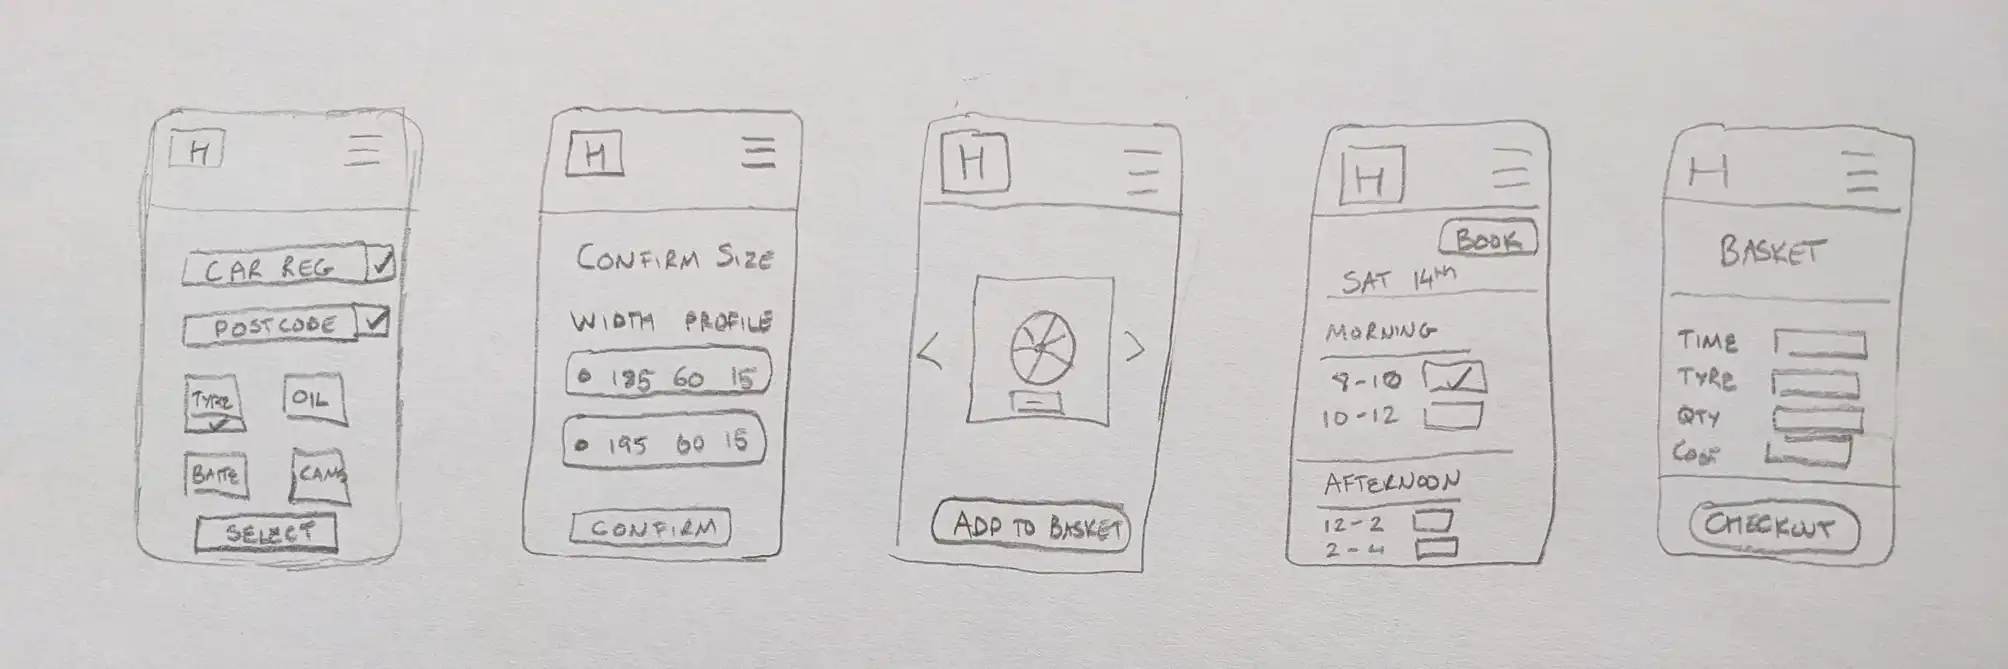 H
CAR REG
POSTCODE
TYRE OIL
BATTE
SELECT
H
CONFIRM SIZE
WIDTH PROFILE
185 60 15
195 60 15
CONFIRM
H
ADD TO BASKET
H
BOOK
SAT 14th
MORNING
8-10
10-12
AFTERNOON
12-2
2-4
H
BASKET
TIME
TYRE
QTY
CODE
CHECKOUT